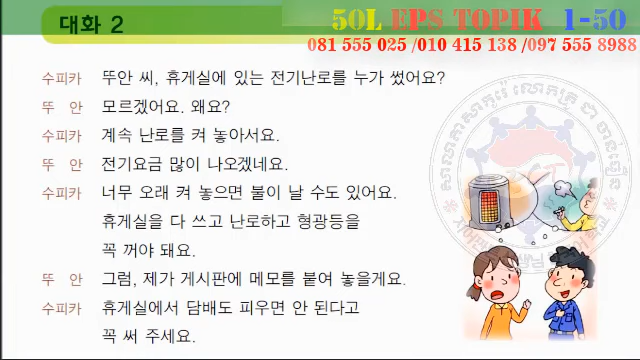 대화 2
50L EPS TOPIK 1-50
081 555 025 /010 415 138 /097 555 8988
수피카 뚜안 씨, 휴게실에 있는 전기난로를 누가 썼어요?
뚜 안 모르겠어요. 왜요?
수피카 계속 난로를 켜 놓아서요.
뚜 안 전기요금 많이 나오겠네요.
수피카 너무 오래 켜 놓으면 불이 날 수도 있어요.
휴게실을 다 쓰고 난로하고 형광등을
꼭 꺼야 돼요.
뚜 안 그럼, 제가 게시판에 메모를 붙여 놓을게요.
수피카 휴게실에서 담배도 피우면 안 된다고
꼭 써 주세요.